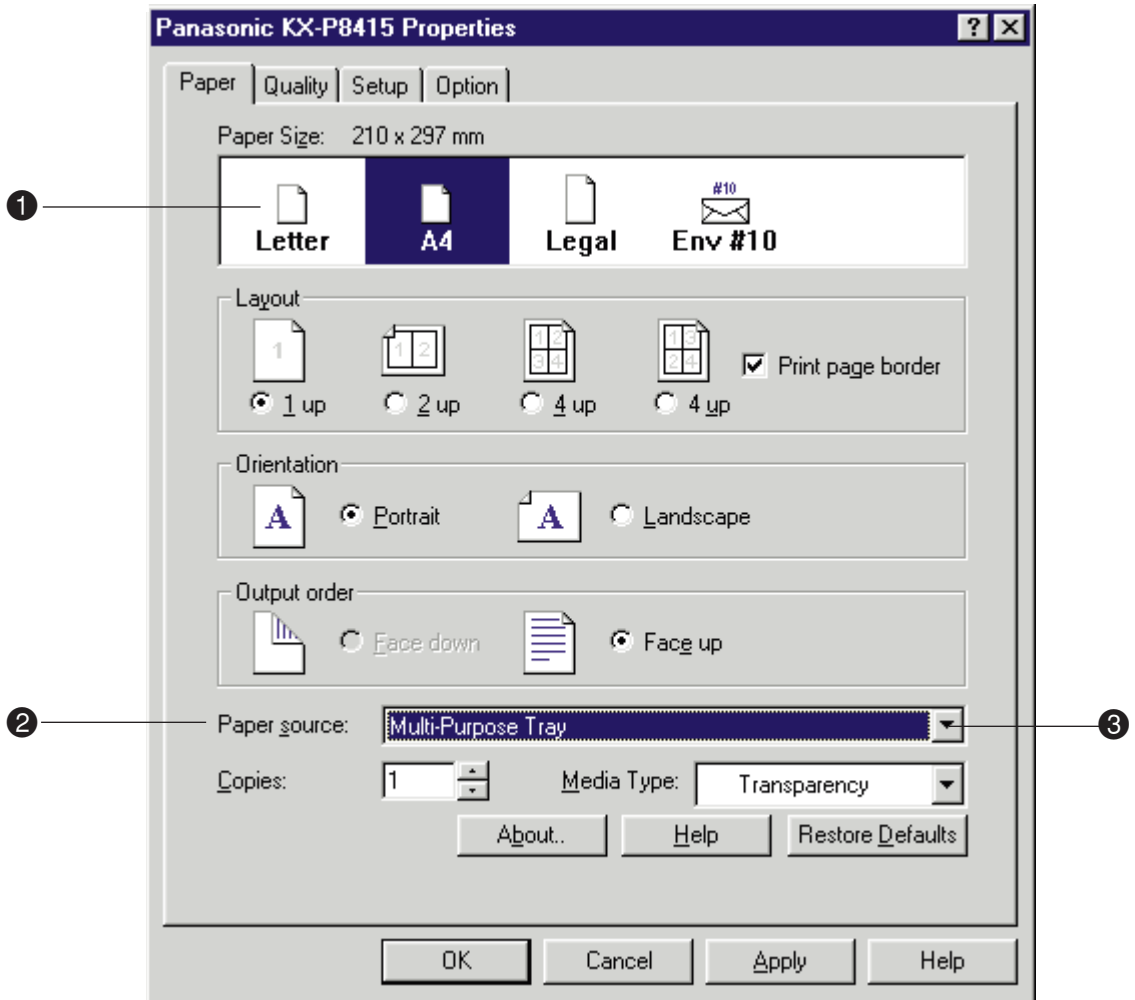 Panasonic KX-P8415 Properties
Paper Quality Setup Option
Paper Size: 210 x 297 mm
❶
#10
Letter A4 Legal Env #10
Layout
1 1 2 1 2 1 3
3 4 2 4
Print page border
1 up 2 up 4 up 4 up
Orientation
A Portrait A Landscape
Output order
Face down Face up
❷ Paper source: Multi-Purpose Tray ❸
Copies: 1 Media Type: Transparency
About.. Help Restore Defaults
OK Cancel Apply Help